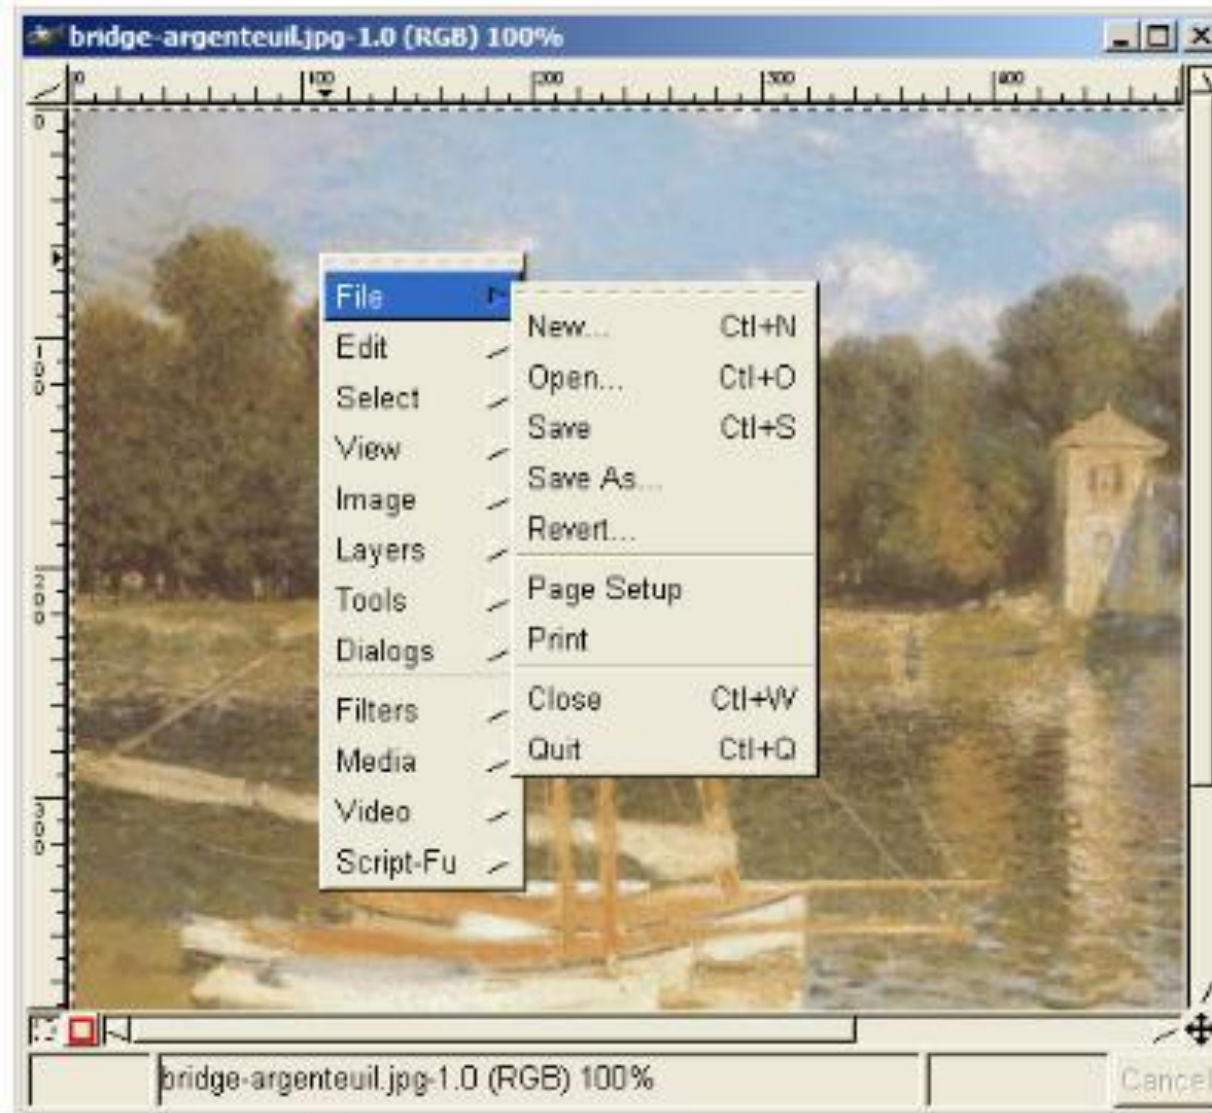 bridge-argenteuil.jpg-1.0 (RGB) 100%
0 100 200 300 400
0
100
200
300
File
Edit
Select
View
Image
Layers
Tools
Dialogs
Filters
Media
Video
Script-Fu
New... Ctl+N
Open... Ctl+O
Save Ctl+S
Save As...
Revert...
Page Setup
Print
Close Ctl+W
Quit Ctl+Q
bridge-argenteuil.jpg-1.0 (RGB) 100%
Cancel